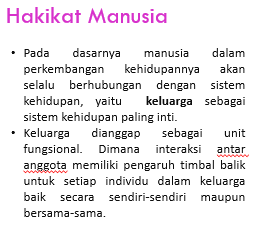 Hakikat Manusia
• Pada dasarnya manusia dalam
perkembangan kehidupannya akan
selalu berhubungan dengan sistem
kehidupan, yaitu keluarga sebagai
sistem kehidupan paling inti.
• Keluarga dianggap sebagai unit
fungsional. Dimana interaksi antar
anggota memiliki pengaruh timbal balik
untuk setiap individu dalam keluarga
baik secara sendiri-sendiri maupun
bersama-sama.